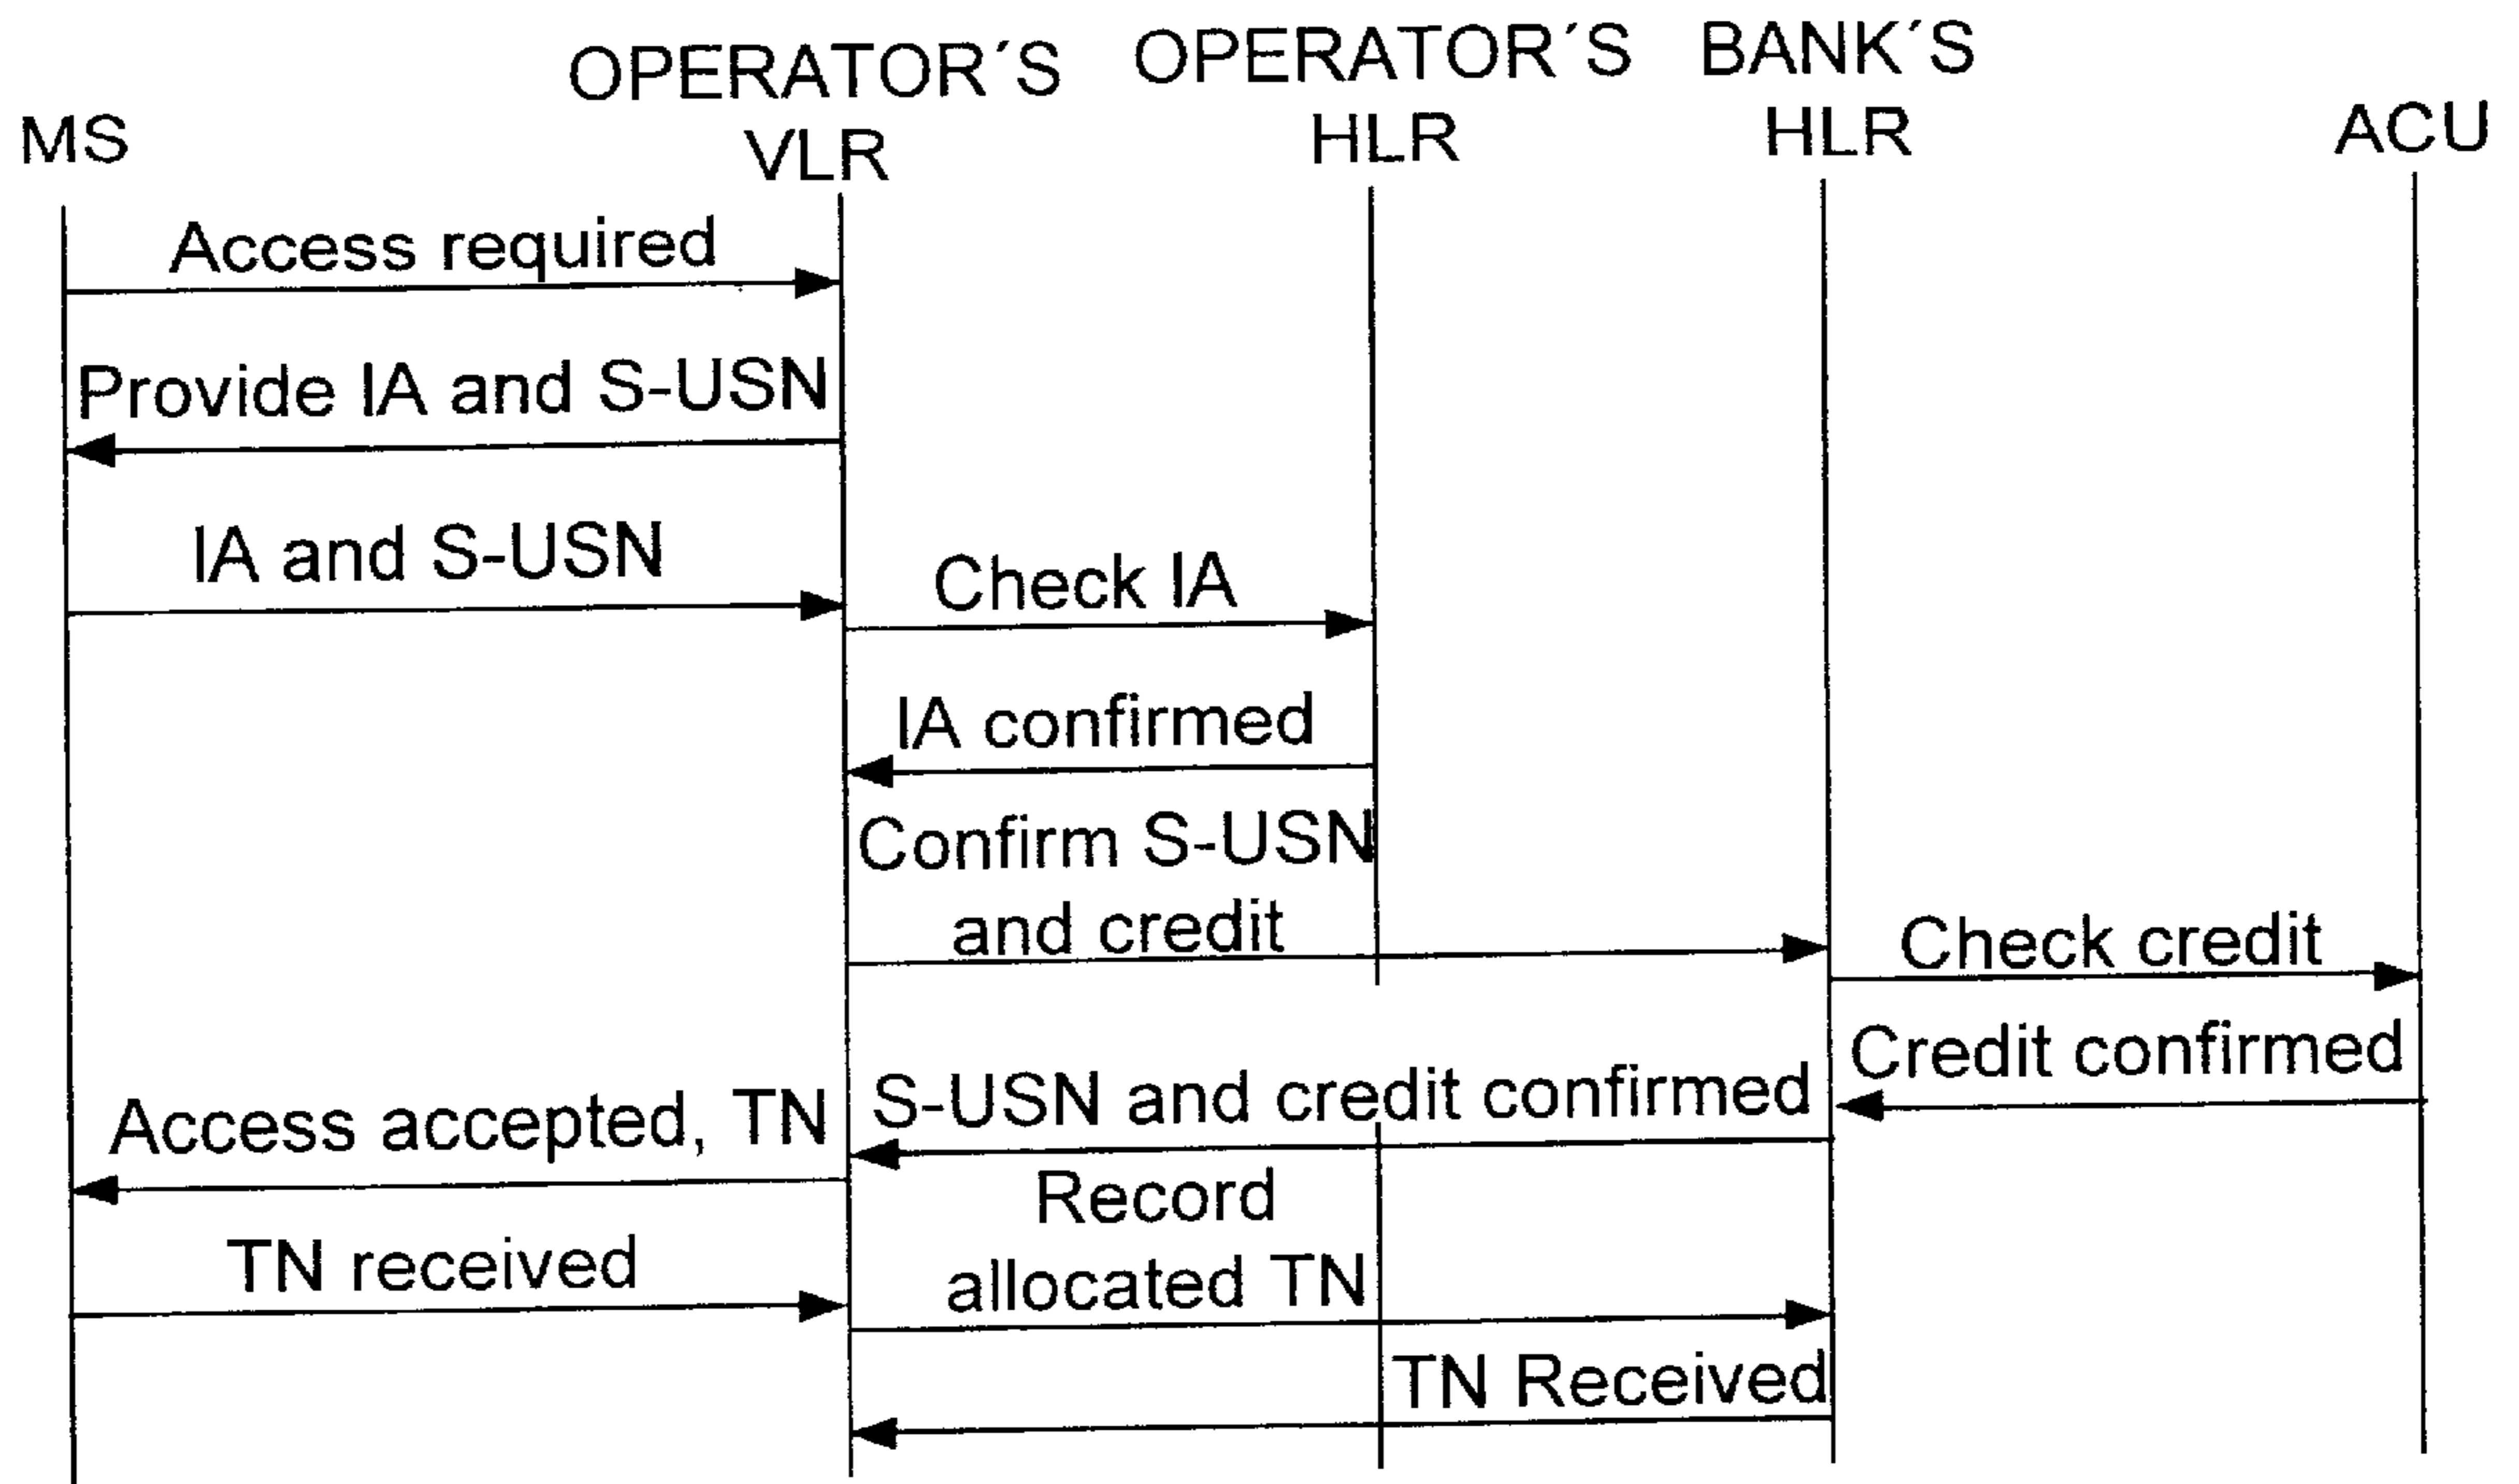 MS
OPERATOR´S
VLR
OPERATOR´S
HLR
BANK´S
HLR
ACU
Access required
Provide IA and S-USN
IA and S-USN
Check IA
IA confirmed
Confirm S-USN
and credit
Check credit
Credit confirmed
S-USN and credit confirmed
Access accepted, TN
Record
allocated TN
TN received
TN Received